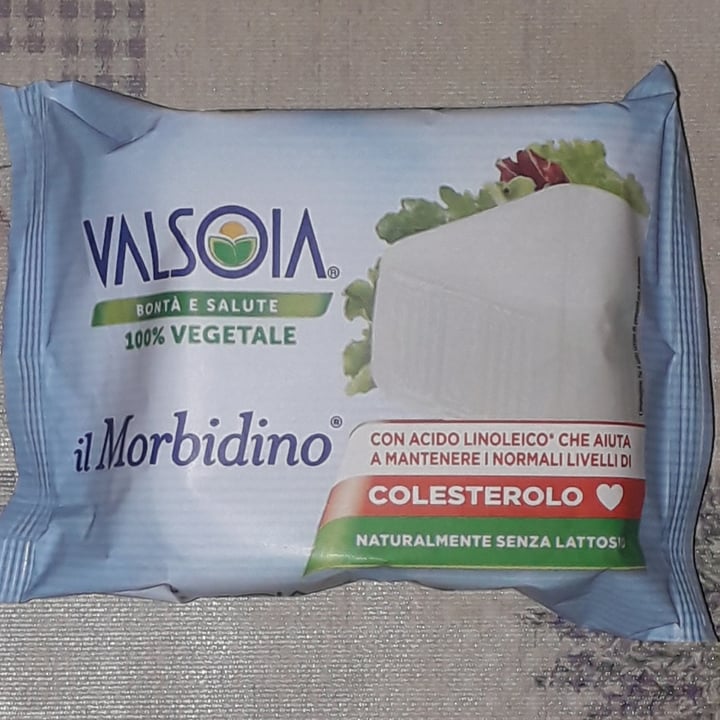 VALSOIA®
BONTÀ E SALUTE
100% VEGETALE
il Morbidino®
CON ACIDO LINOLEICO* CHE AIUTA
A MANTENERE I NORMALI LIVELLI DI
COLESTEROLO
NATURALMENTE SENZA LATTOSIO